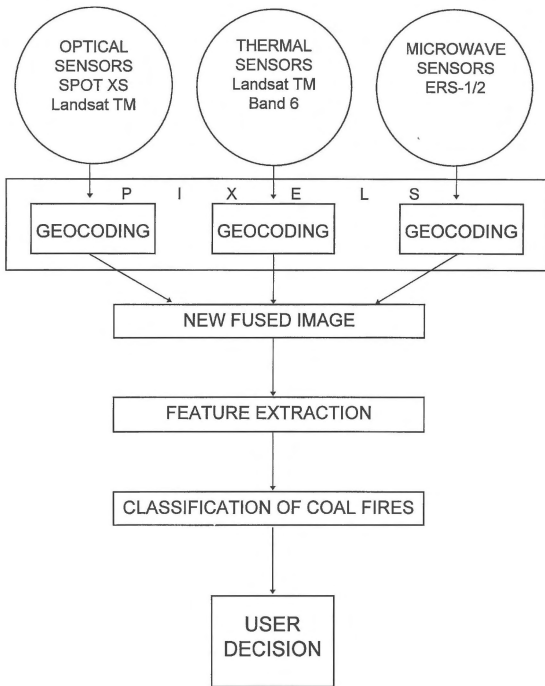 OPTICAL
SENSORS
SPOT XS
Landsat TM
THERMAL
SENSORS
Landsat TM
Band 6
MICROWAVE
SENSORS
ERS-1/2
P I X E L S
GEOCODING
GEOCODING
GEOCODING
NEW FUSED IMAGE
FEATURE EXTRACTION
CLASSIFICATION OF COAL FIRES
USER
DECISION